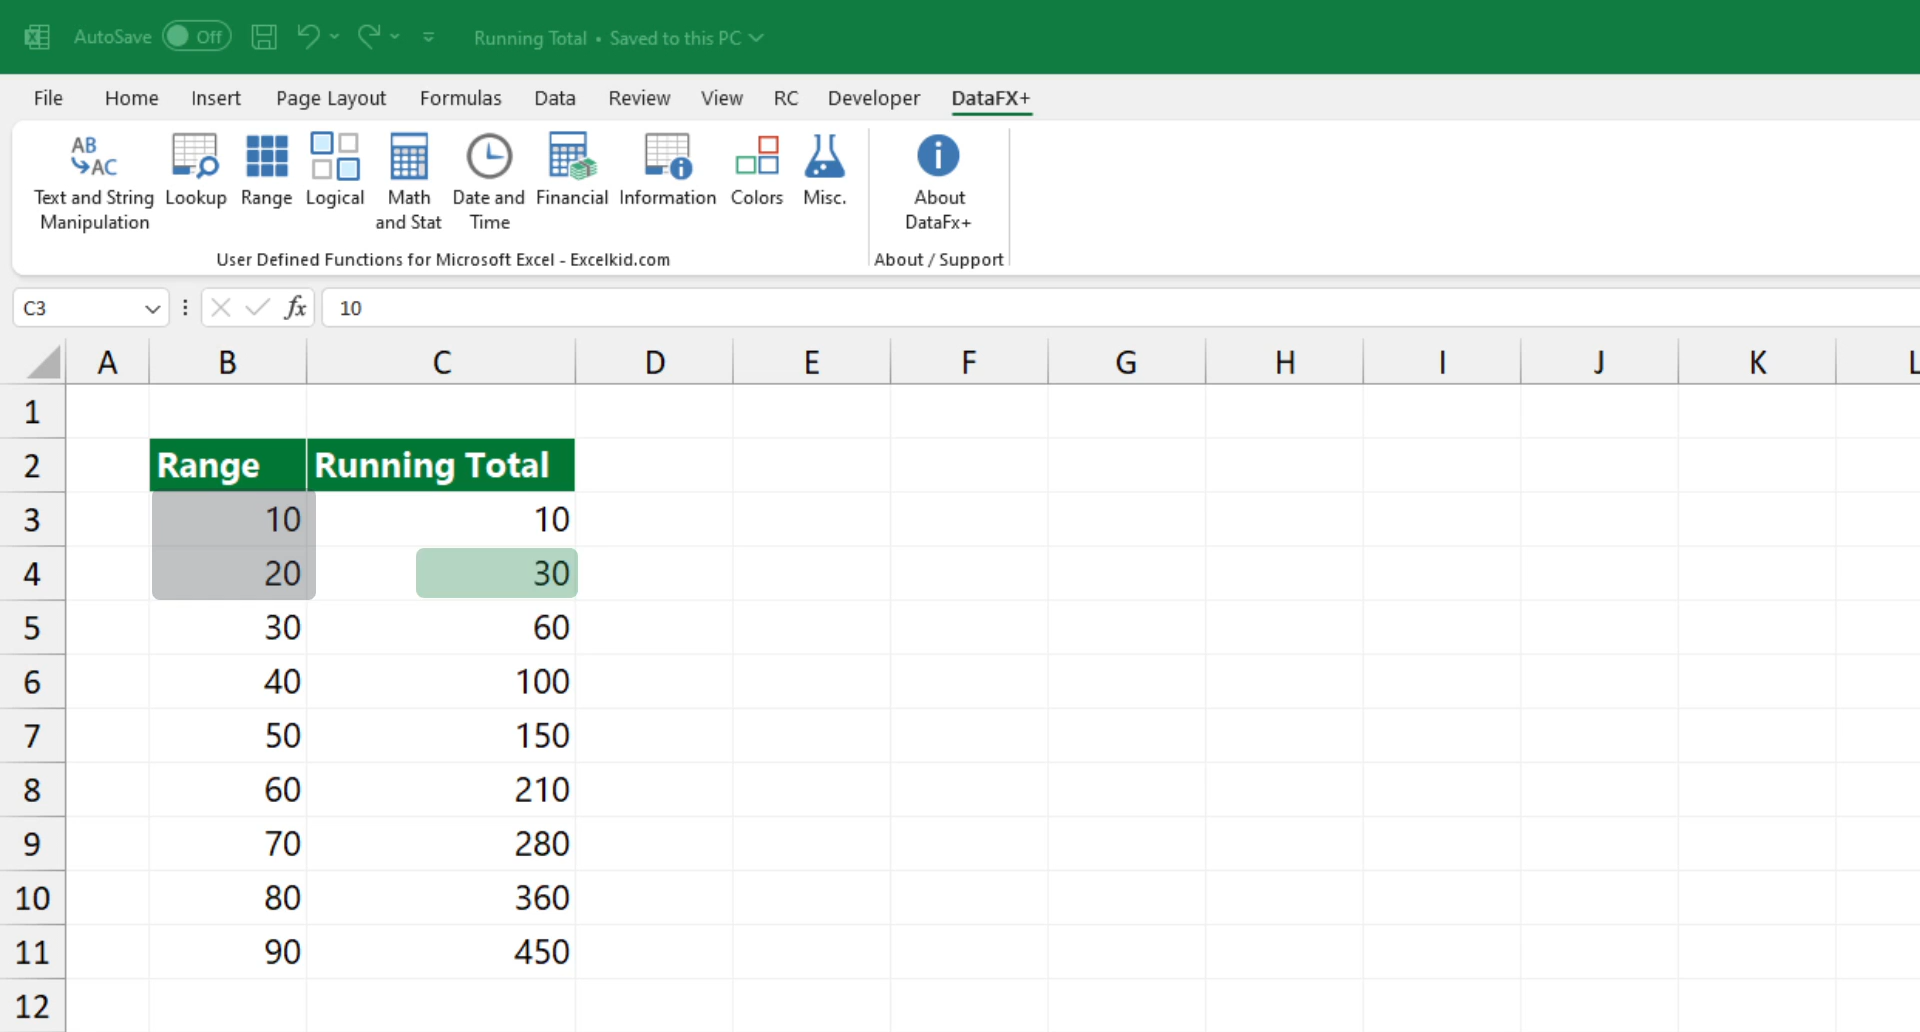 AutoSave Off Running Total • Saved to this PC
File Home Insert Page Layout Formulas Data Review View RC Developer DataFX+
AB
AC
Text and String Manipulation
Lookup
Range
Logical
Math and Stat
Date and Time
Financial
Information
Colors
Misc.
About DataFx+
User Defined Functions for Microsoft Excel - Excelkid.com
About / Support
C3 fx 10
A B C D E F G H I J K L
1
2 Range Running Total
3 10 10
4 20 30
5 30 60
6 40 100
7 50 150
8 60 210
9 70 280
10 80 360
11 90 450
12